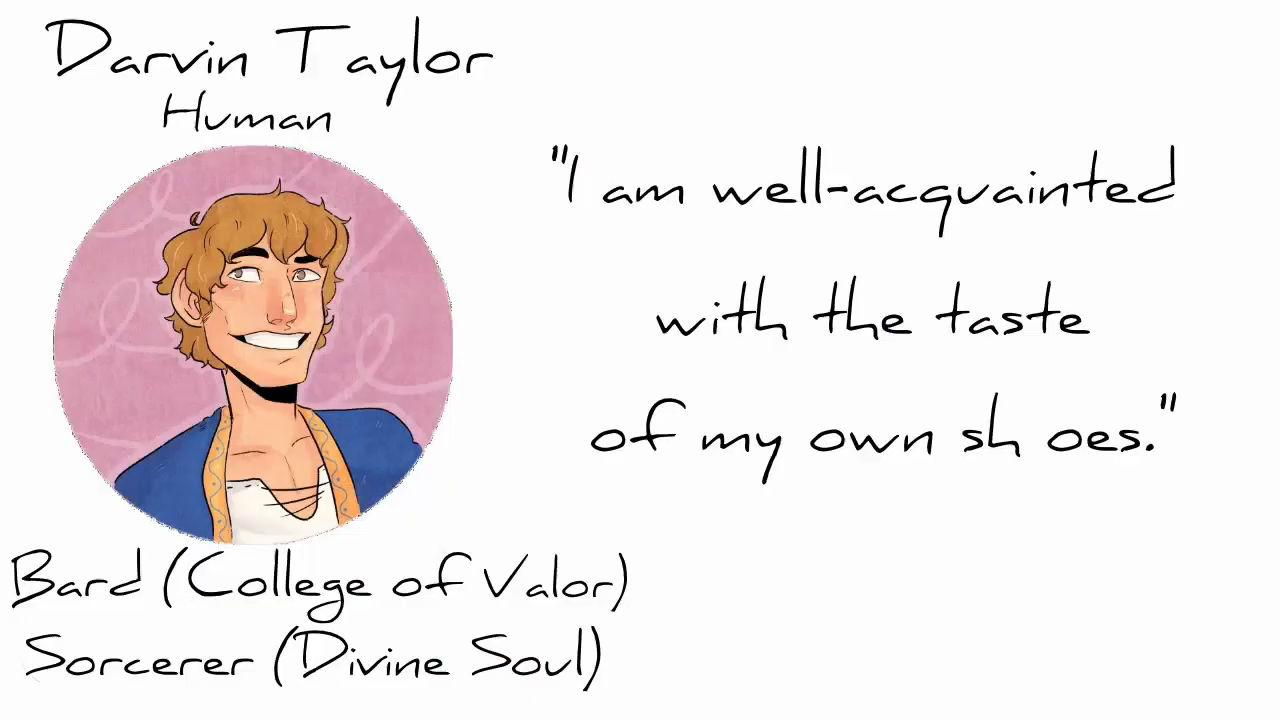 Darvin Taylor
Human
"I am well-acquainted
with the taste
of my own sh oes."
Bard (College of Valor)
Sorcerer (Divine Soul)